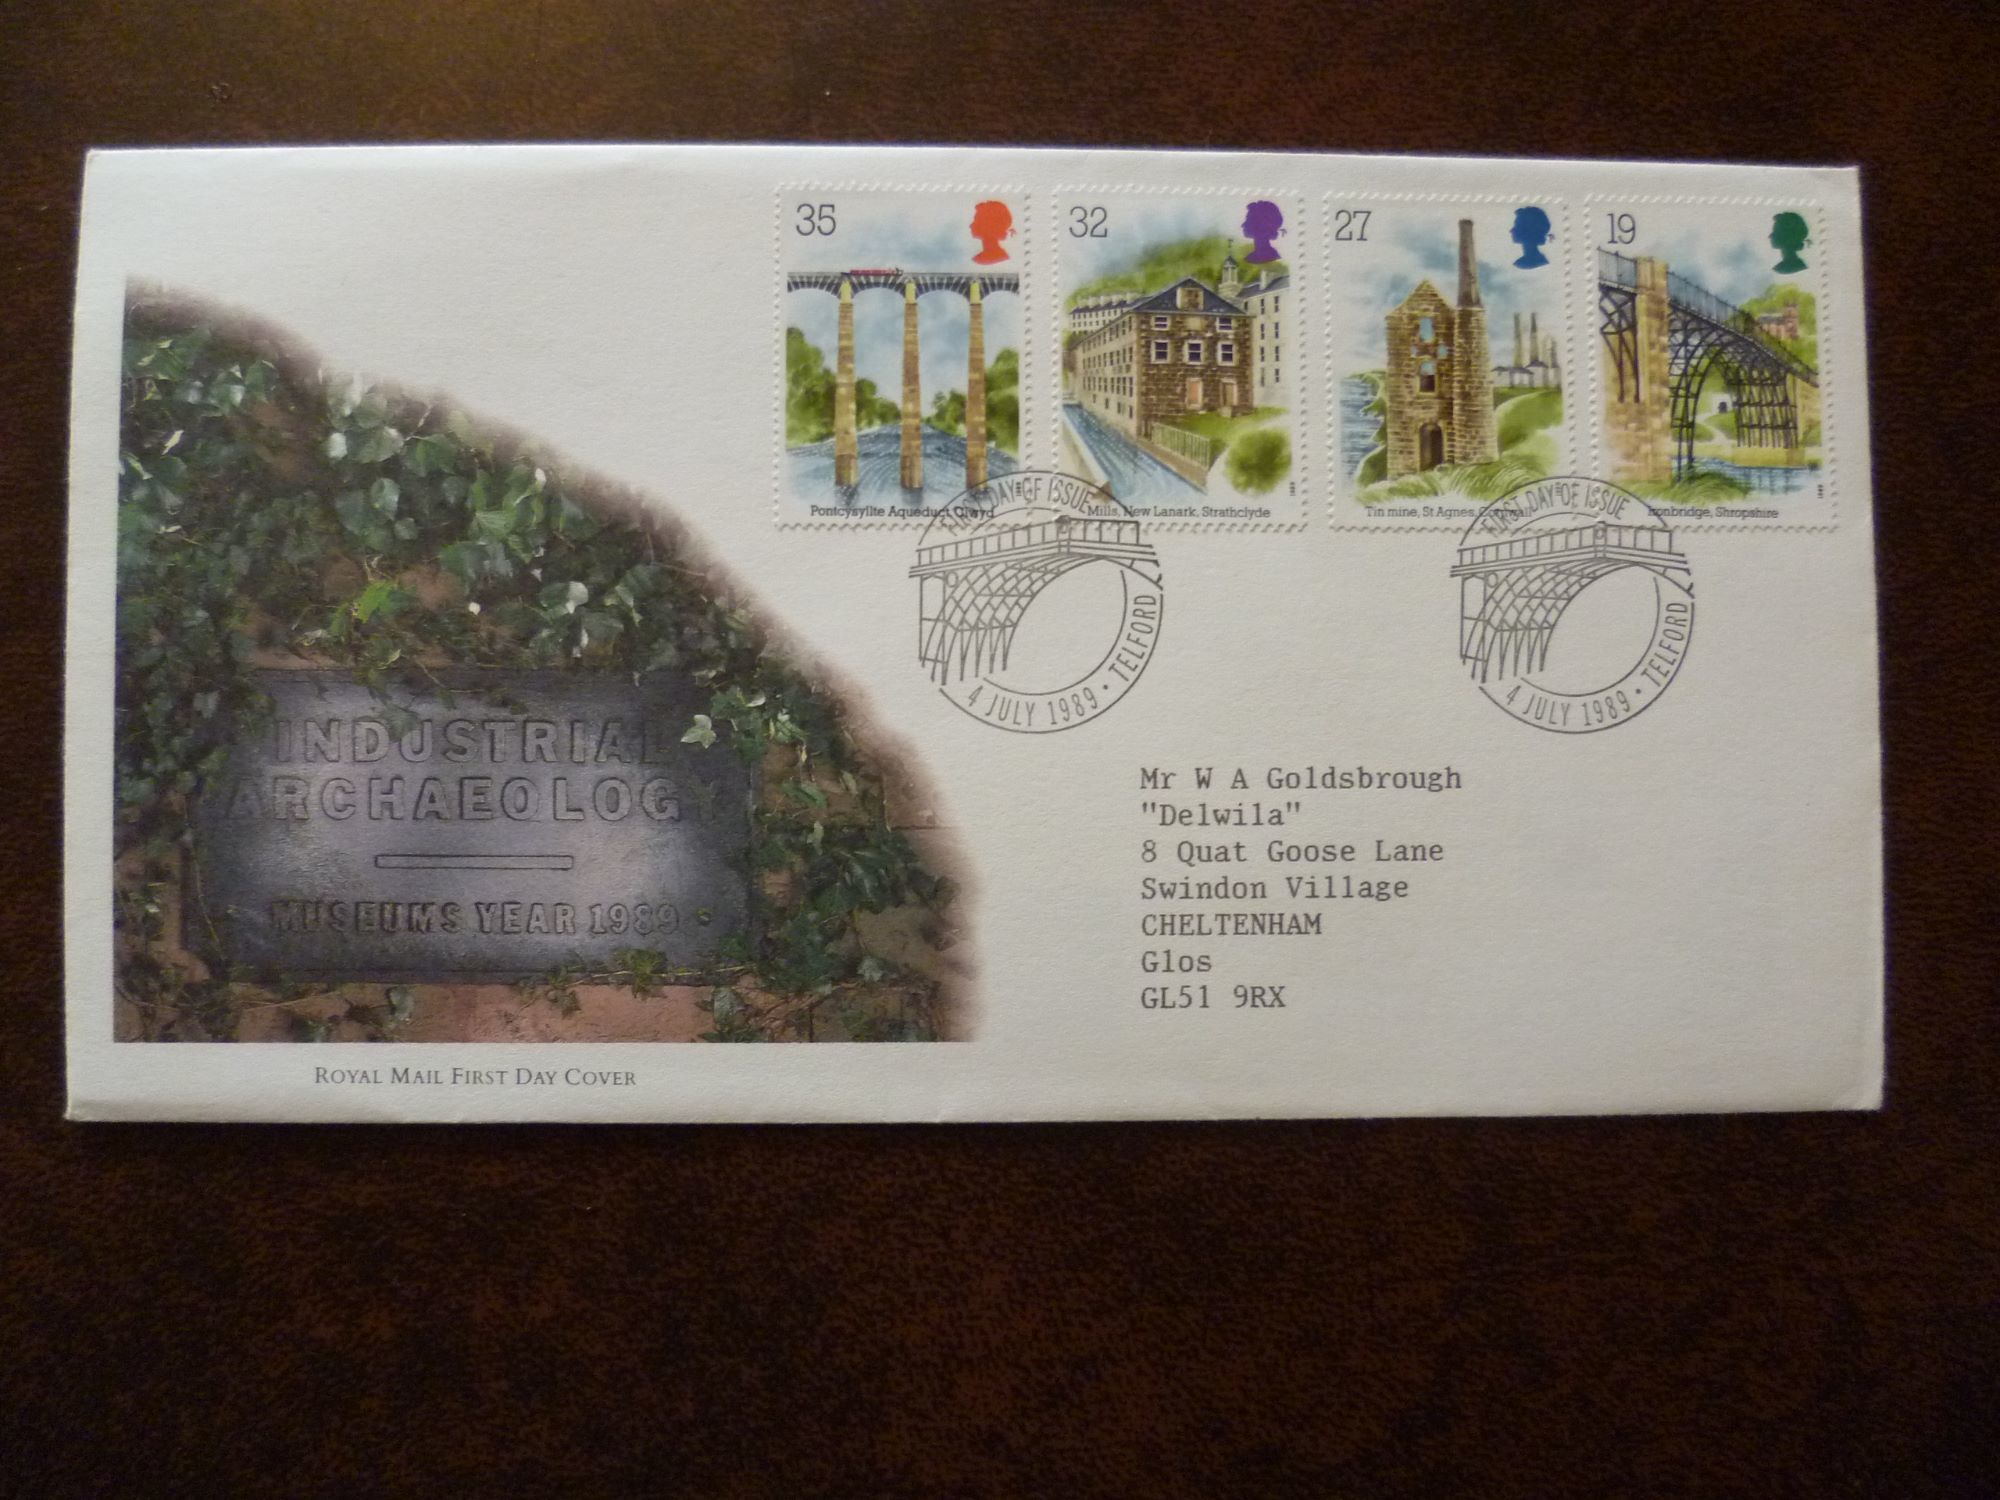 35
32
27
19
Pontcysyllte Aqueduct, Clwyd
Mills, New Lanark, Strathclyde
Tin mine, St Agnes, Cornwall
Ironbridge, Shropshire
FIRST DAY OF ISSUE
4 JULY 1989 · TELFORD
FIRST DAY OF ISSUE
4 JULY 1989 · TELFORD
INDUSTRIAL
ARCHAEOLOGY
MUSEUMS YEAR 1989
Mr W A Goldsbrough
"Delwila"
8 Quat Goose Lane
Swindon Village
CHELTENHAM
Glos
GL51 9RX
ROYAL MAIL FIRST DAY COVER